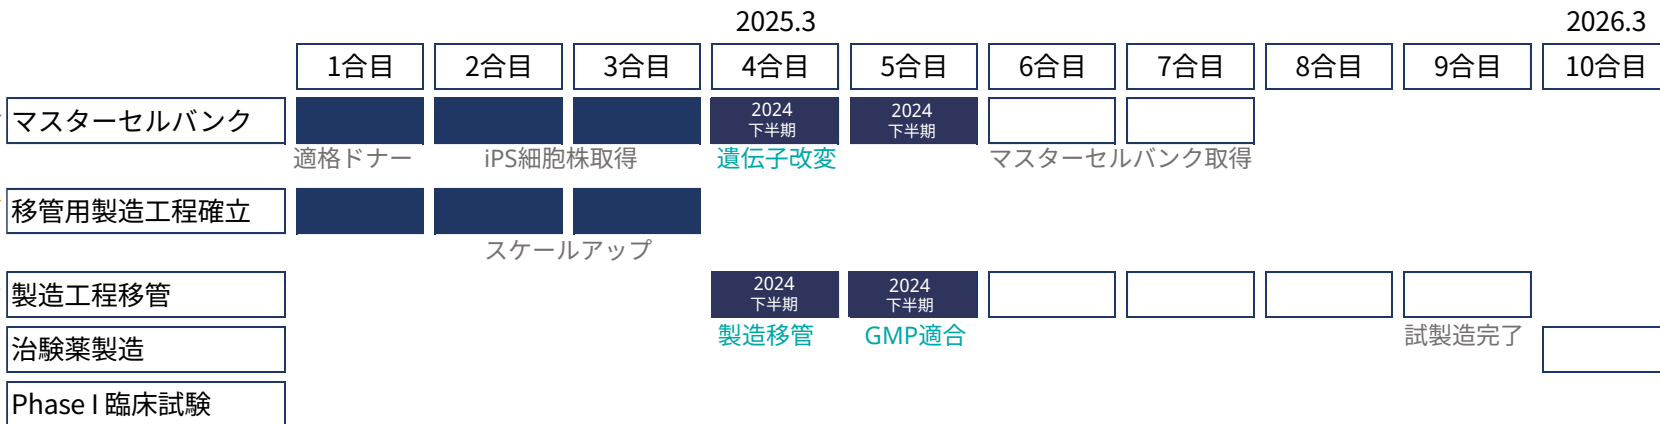 2025.3 2026.3
1合目 2合目 3合目 4合目 5合目 6合目 7合目 8合目 9合目 10合目
マスターセルバンク 2024 下半期 2024 下半期
適格ドナー iPS細胞株取得 遺伝子改変 マスターセルバンク取得
移管用製造工程確立
スケールアップ
製造工程移管 2024 下半期 2024 下半期
製造移管 GMP適合 試製造完了
治験薬製造
Phase I 臨床試験